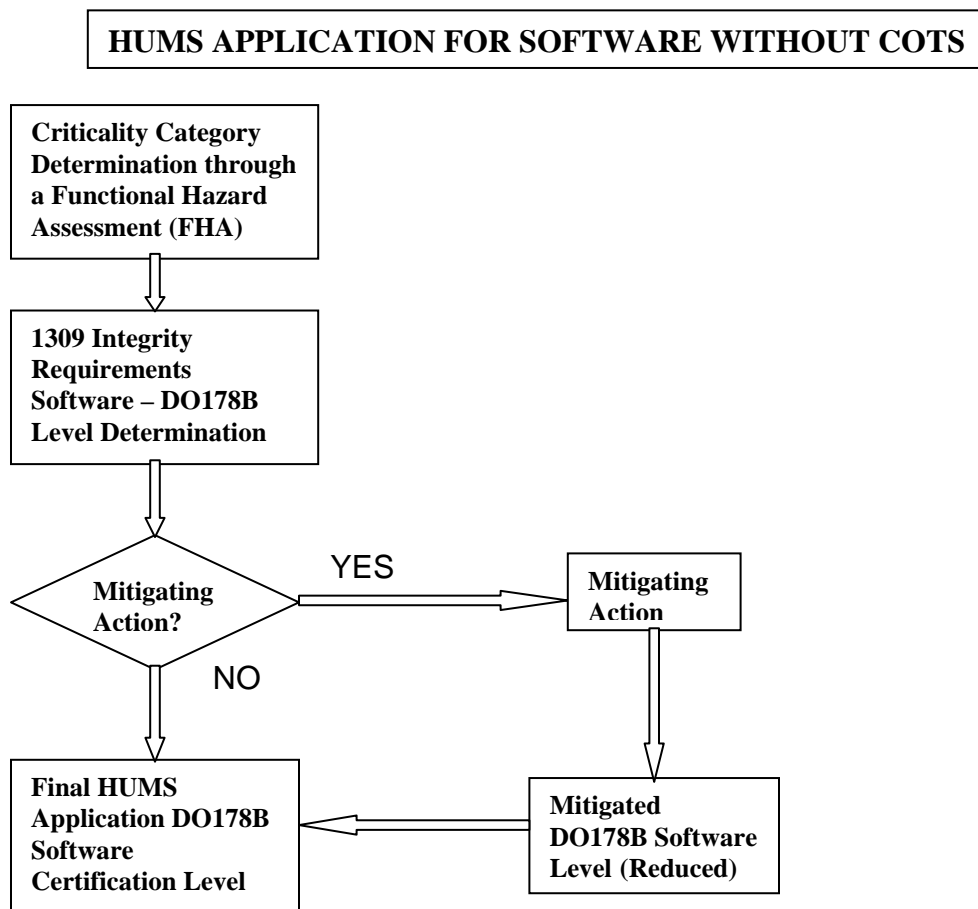 HUMS APPLICATION FOR SOFTWARE WITHOUT COTS
Criticality Category
Determination through
a Functional Hazard
Assessment (FHA)
1309 Integrity
Requirements
Software – DO178B
Level Determination
Mitigating
Action?
YES
Mitigating
Action
NO
Final HUMS
Application DO178B
Software
Certification Level
Mitigated
DO178B Software
Level (Reduced)